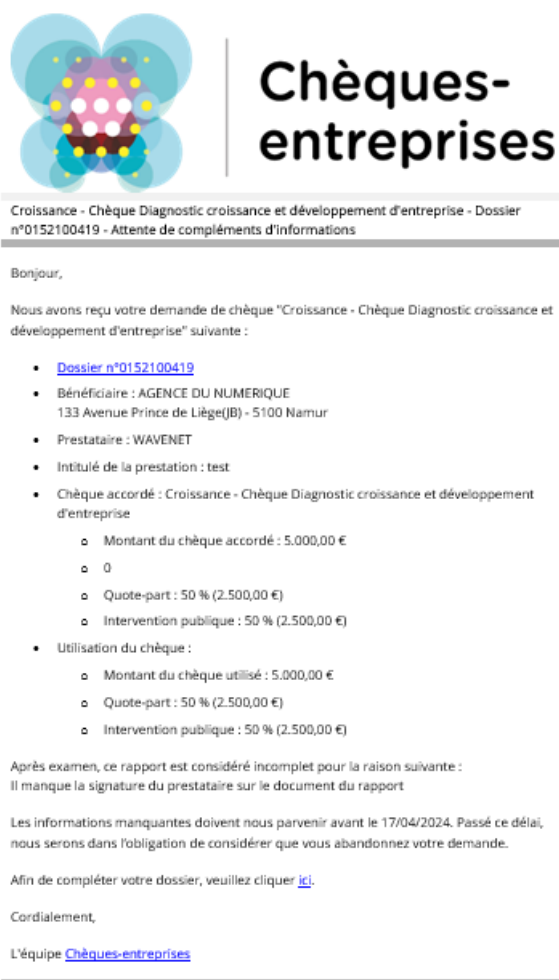 Chèques-
entreprises
Croissance - Chèque Diagnostic croissance et développement d'entreprise - Dossier
n°0152100419 - Attente de compléments d'informations
Bonjour,
Nous avons reçu votre demande de chèque "Croissance - Chèque Diagnostic croissance et
développement d'entreprise" suivante :
Dossier n°0152100419
Bénéficiaire : AGENCE DU NUMERIQUE
133 Avenue Prince de Liège(JB) - 5100 Namur
Prestataire : WAVENET
Intitulé de la prestation : test
Chèque accordé : Croissance - Chèque Diagnostic croissance et développement
d'entreprise
Montant du chèque accordé : 5.000,00 €
0
Quote-part : 50 % (2.500,00 €)
Intervention publique : 50 % (2.500,00 €)
Utilisation du chèque :
Montant du chèque utilisé : 5.000,00 €
Quote-part : 50 % (2.500,00 €)
Intervention publique : 50 % (2.500,00 €)
Après examen, ce rapport est considéré incomplet pour la raison suivante :
Il manque la signature du prestataire sur le document du rapport
Les informations manquantes doivent nous parvenir avant le 17/04/2024. Passé ce délai,
nous serons dans l'obligation de considérer que vous abandonnez votre demande.
Afin de compléter votre dossier, veuillez cliquer ici.
Cordialement,
L'équipe Chèques-entreprises